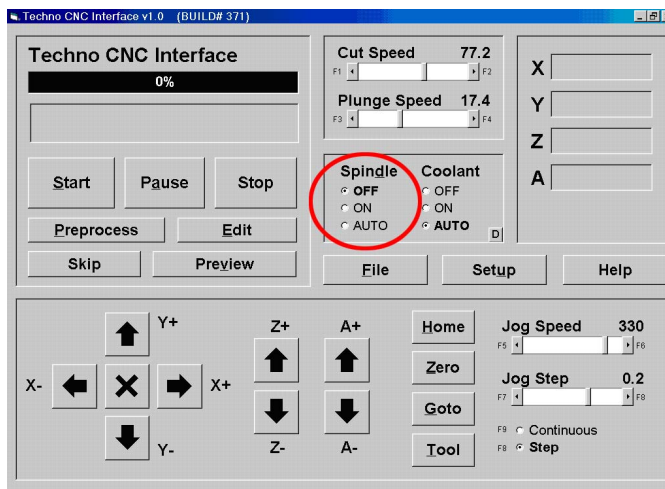 Techno CNC Interface v1.0 (BUILD# 371)
Techno CNC Interface
0%
Start Pause Stop
Preprocess Edit
Skip Preview
Cut Speed 77.2
F1 F2
Plunge Speed 17.4
F3 F4
Spindle Coolant
OFF OFF
ON ON
AUTO AUTO
D
X
Y
Z
A
File Setup Help
Y+
X- X+
Y-
Z+ A+
Z- A-
Home
Zero
Goto
Tool
Jog Speed 330
F5 F6
Jog Step 0.2
F7 F8
F9 Continuous
F8 Step